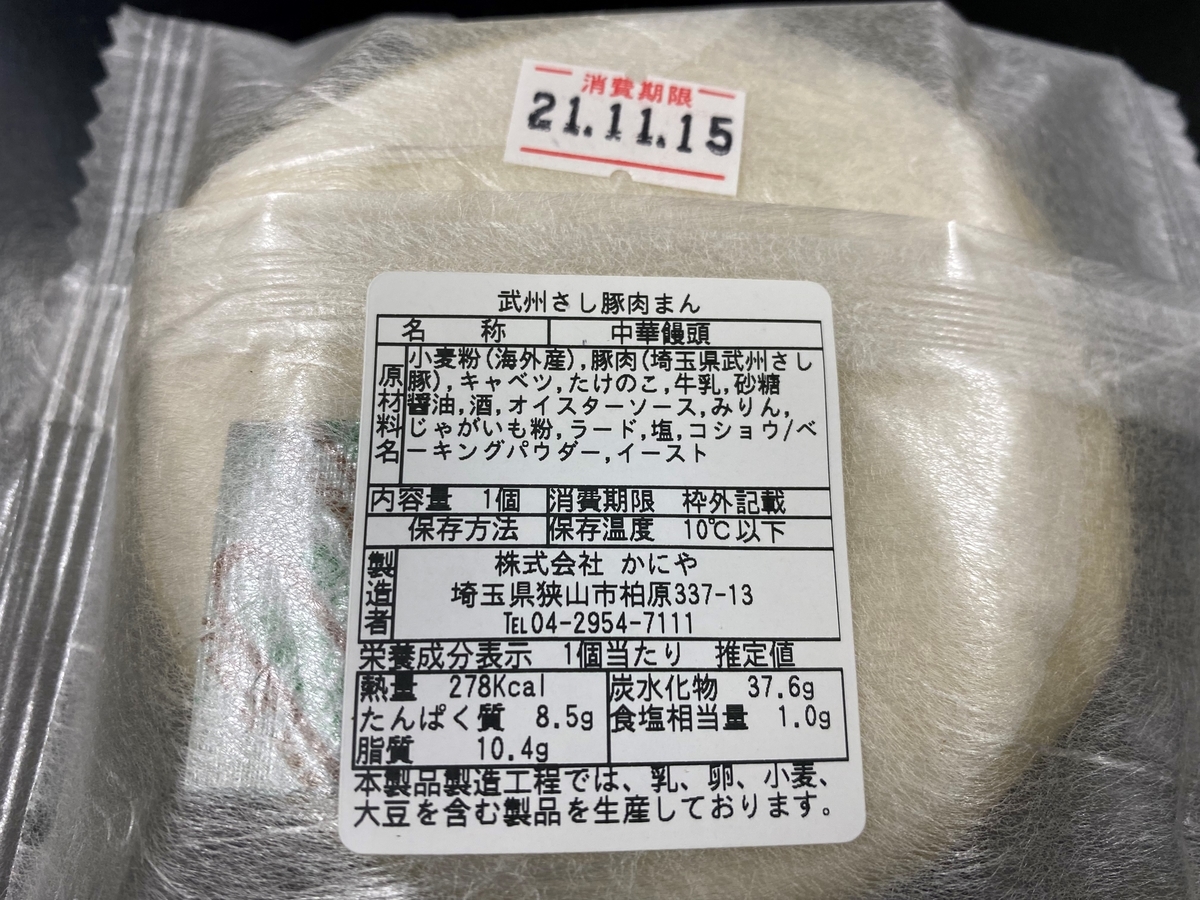 消費期限
21.11.15
武州さし豚肉まん
名 称 中華饅頭
原材料名
小麦粉(海外産),豚肉(埼玉県武州さし
豚),キャベツ,たけのこ,牛乳,砂糖
醤油,酒,オイスターソース,みりん,
じゃがいも粉,ラード,塩,コショウ/ベ
ーキングパウダー,イースト
内容量 1個 消費期限 枠外記載
保存方法 保存温度 10℃以下
製造者
株式会社 かにや
埼玉県狭山市柏原337-13
℡04-2954-7111
栄養成分表示 1個当たり 推定値
熱量 278Kcal 炭水化物 37.6g
たんぱく質 8.5g 食塩相当量 1.0g
脂質 10.4g
本製品製造工程では、乳、卵、小麦、
大豆を含む製品を生産しております。